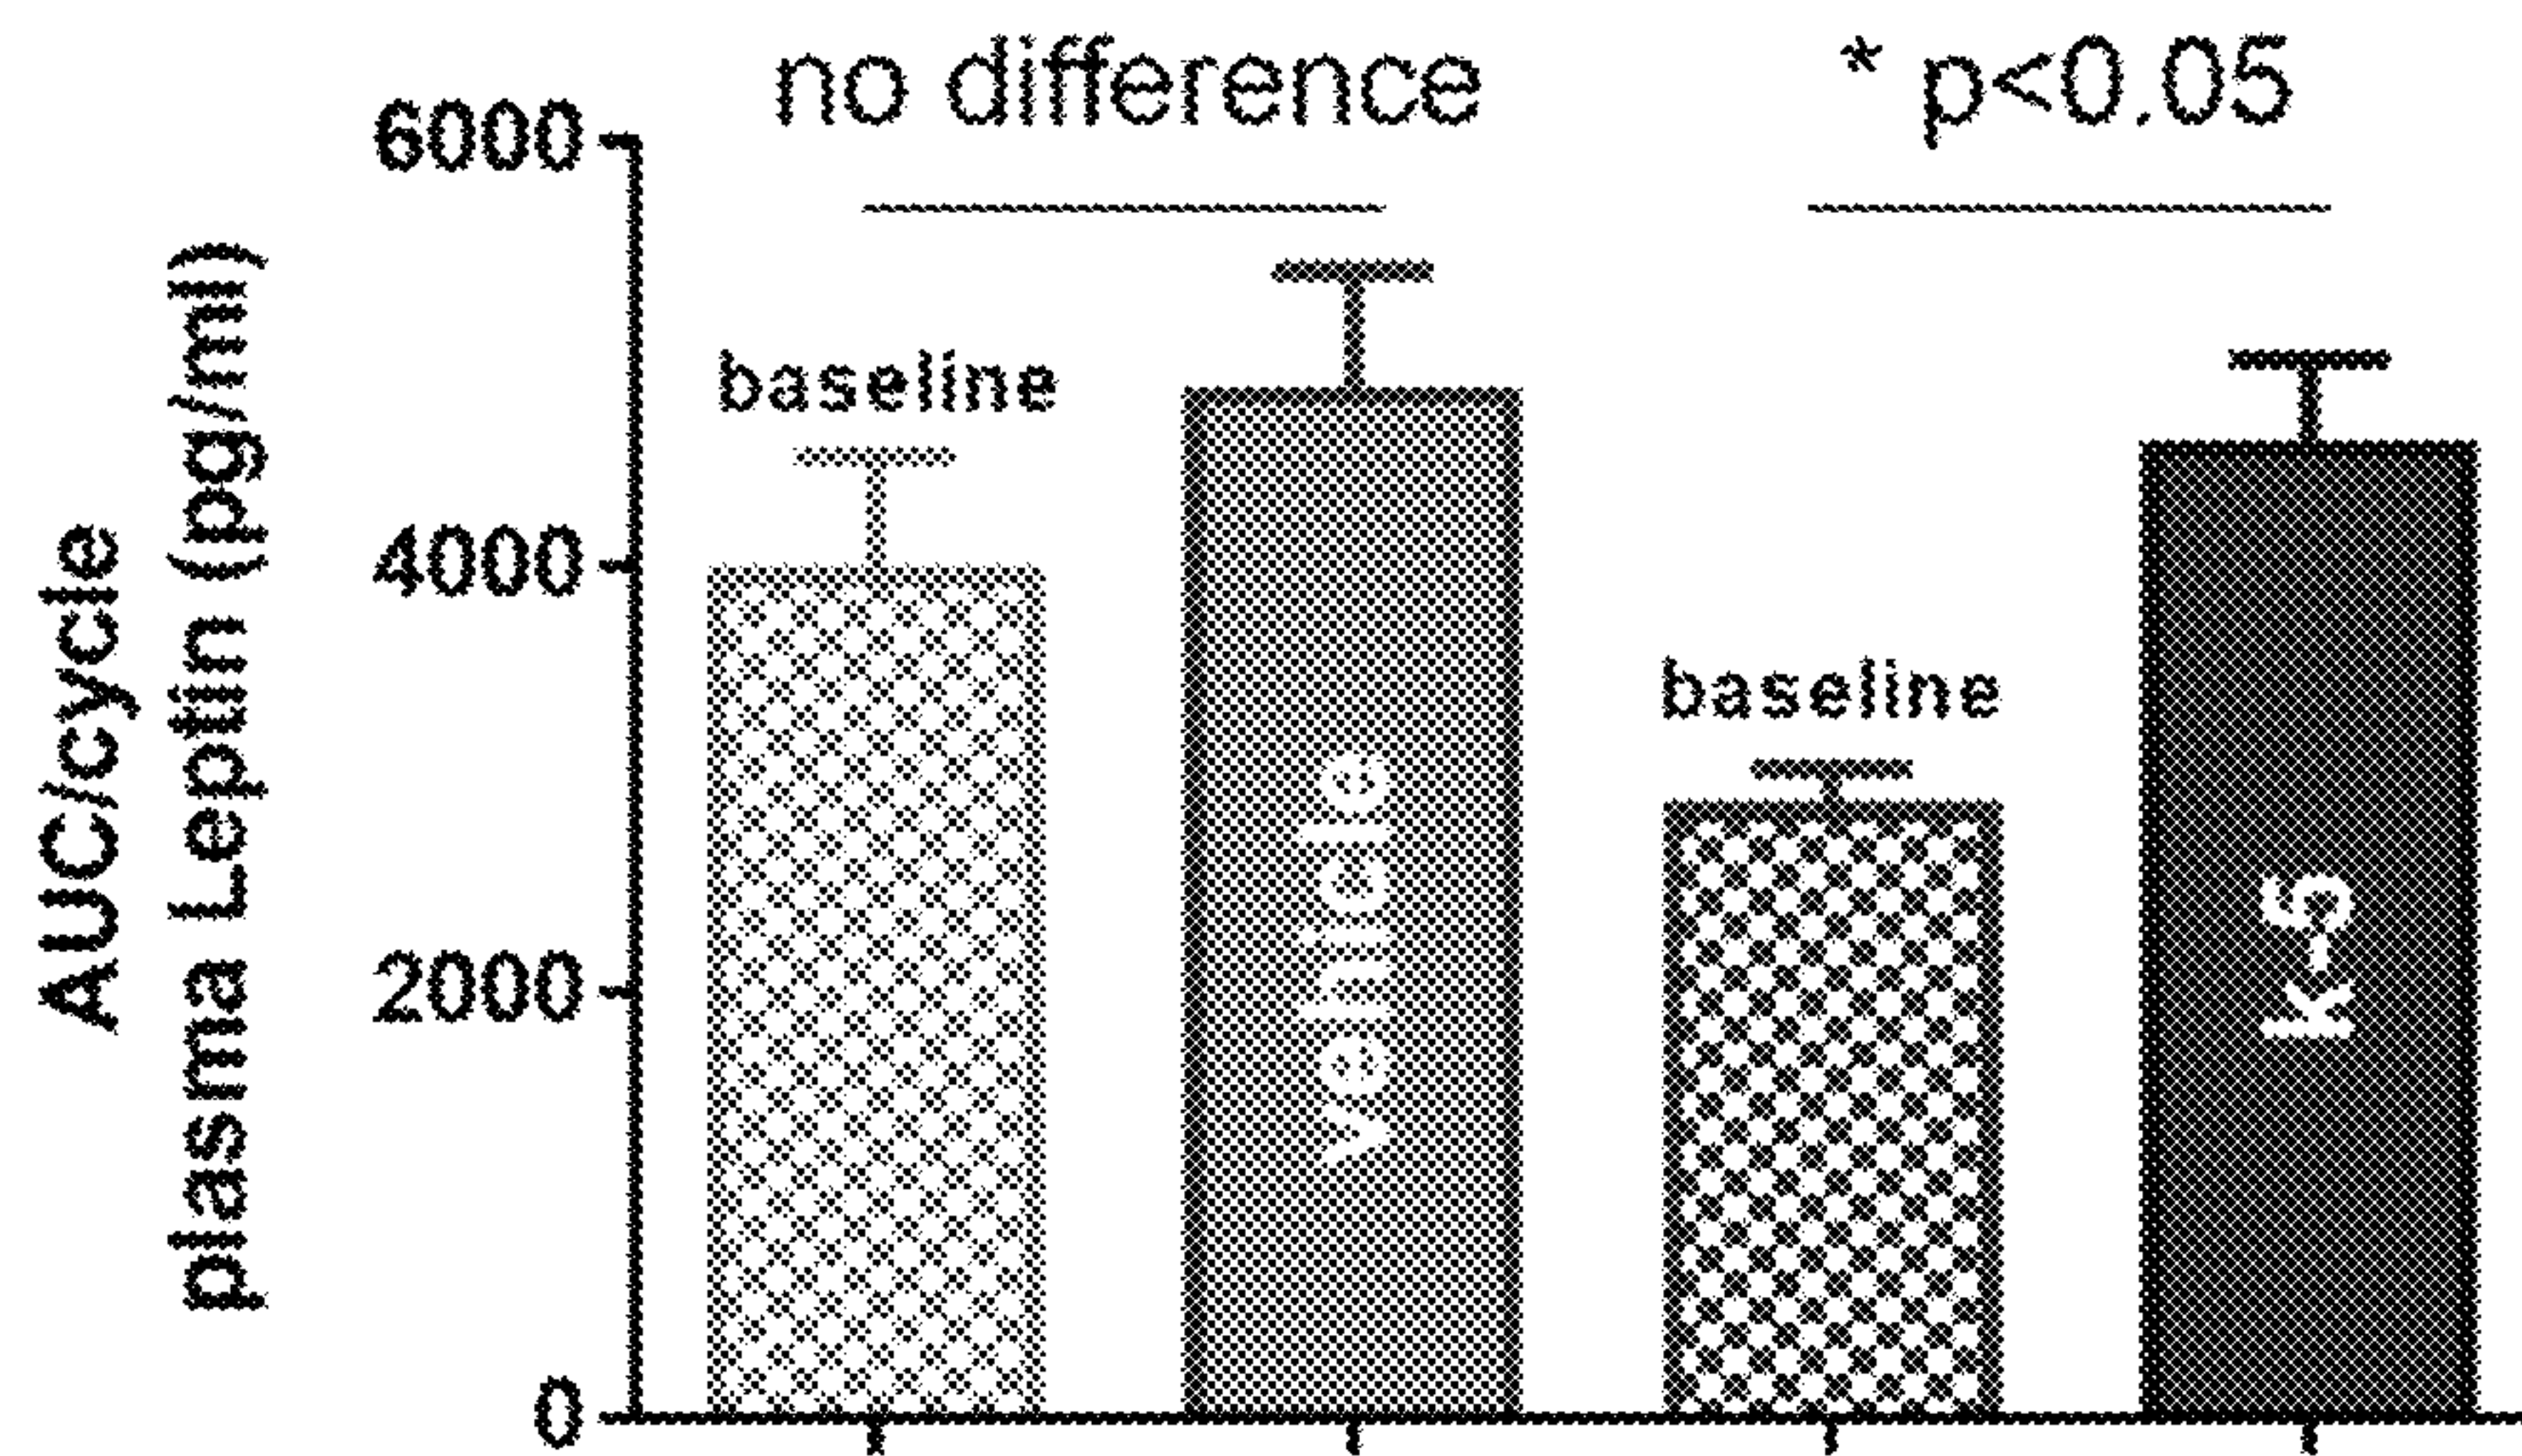 no difference
* p<0.05
AUC/cycle
plasma Leptin (pg/ml)
6000
4000
2000
0
baseline
vehicle
baseline
k-5